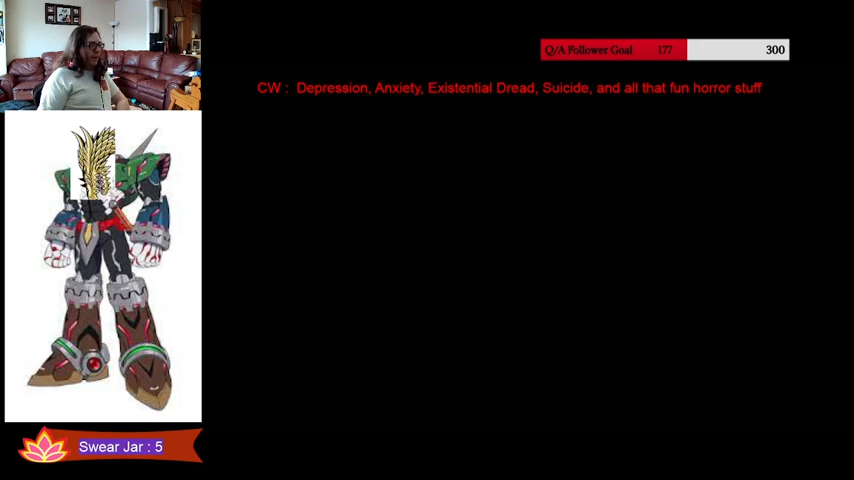 Q/A Follower Goal 177 300
CW : Depression, Anxiety, Existential Dread, Suicide, and all that fun horror stuff
Swear Jar : 5